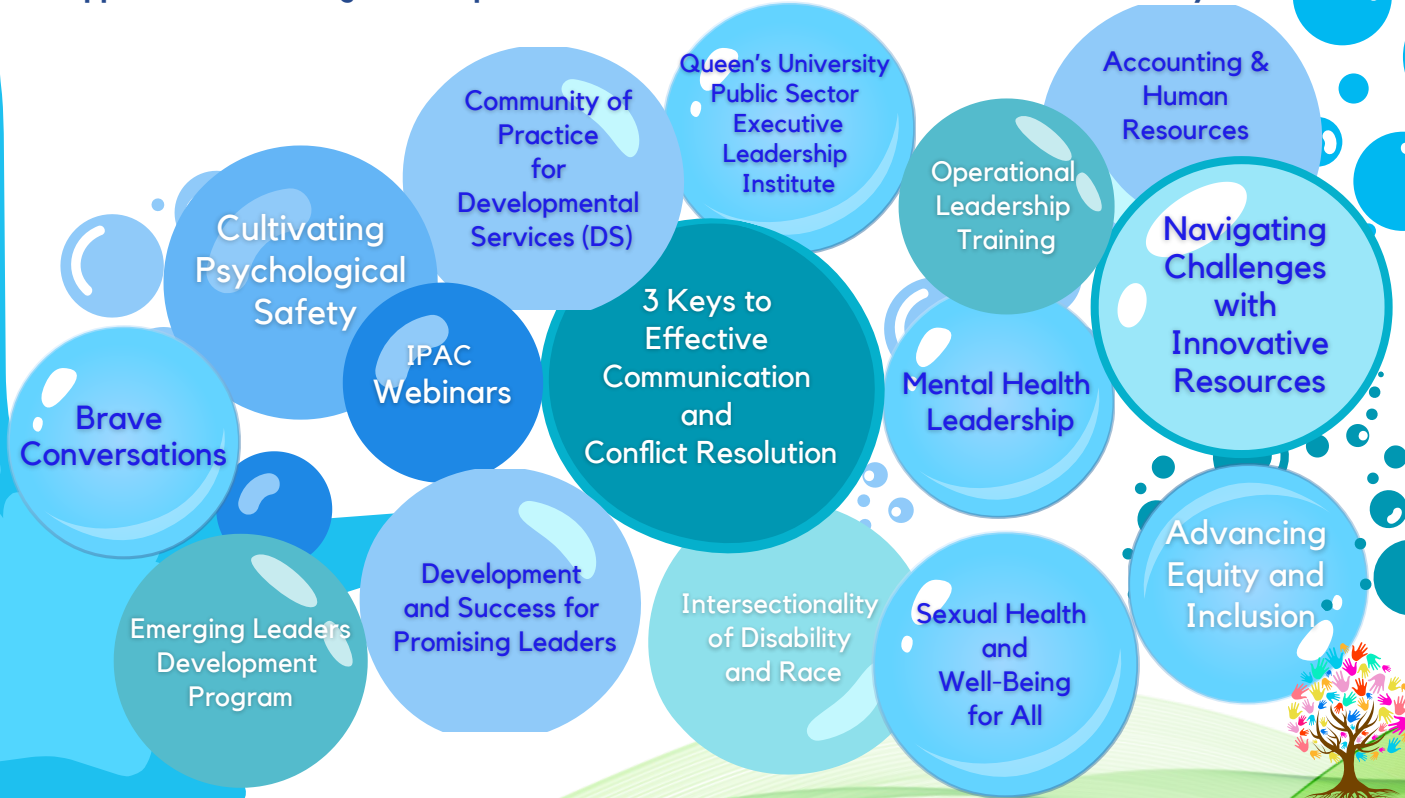 Queen's University
Public Sector
Executive
Leadership
Institute
Accounting &
Human
Resources
Community of
Practice
for
Developmental
Services (DS)
Operational
Leadership
Training
Cultivating
Psychological
Safety
Navigating
Challenges
with
Innovative
Resources
3 Keys to
Effective
Communication
and
Conflict Resolution
IPAC
Webinars
Mental Health
Leadership
Brave
Conversations
Advancing
Equity and
Inclusion
Development
and Success for
Promising Leaders
Intersectionality
of Disability
and Race
Sexual Health
and
Well-Being
for All
Emerging Leaders
Development
Program